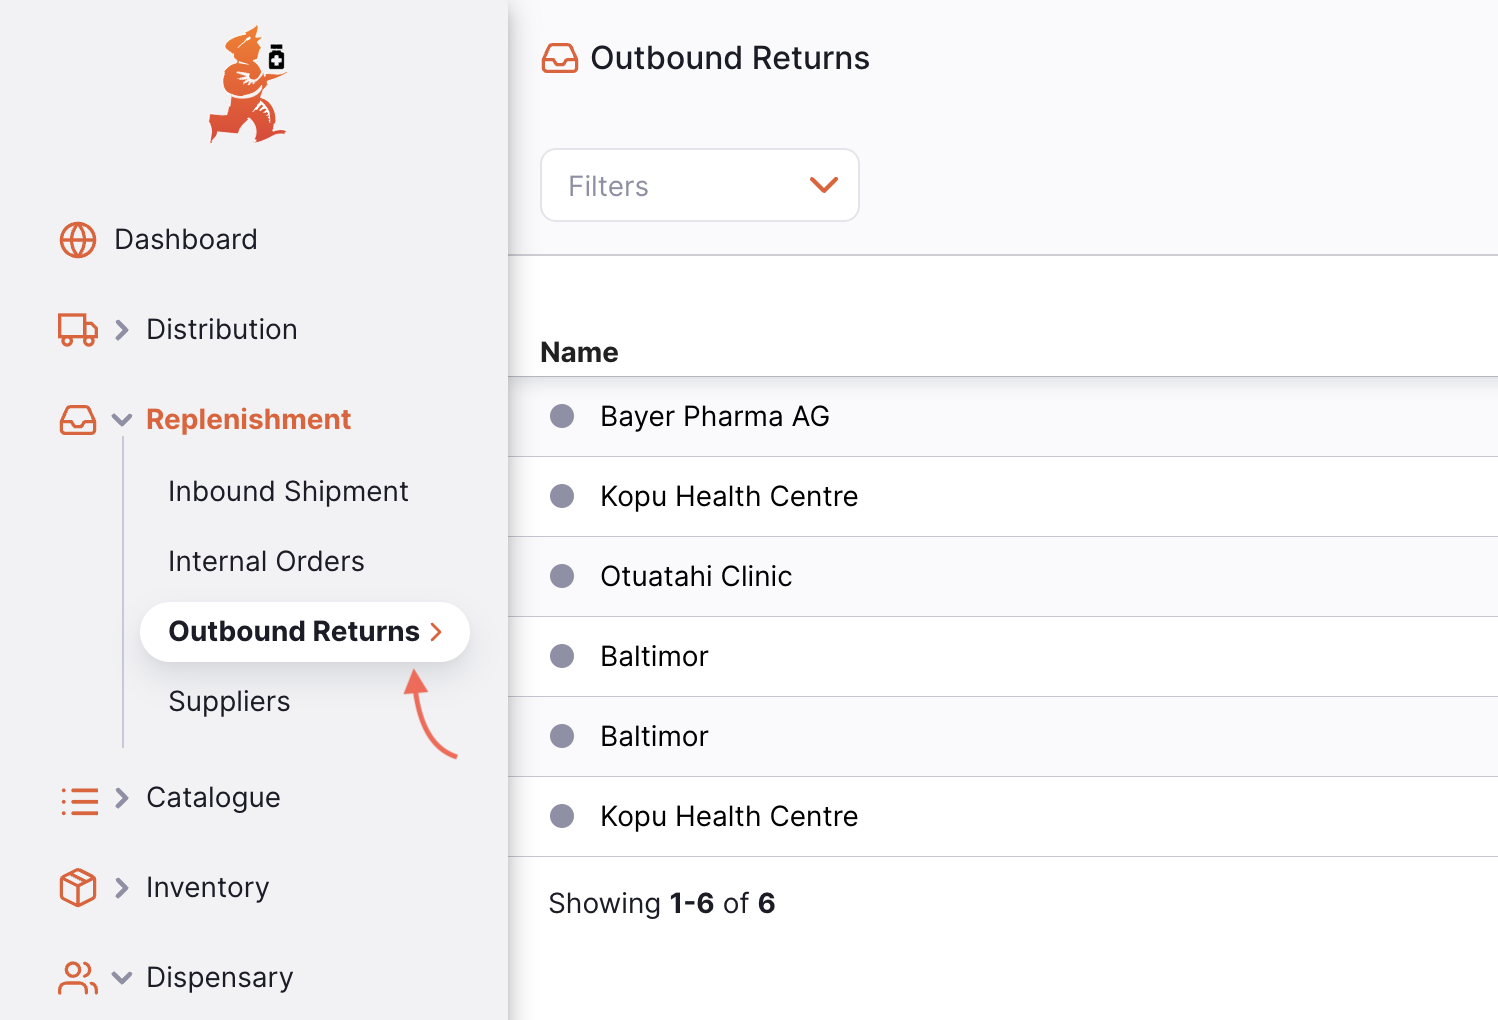 Dashboard
Distribution
Replenishment
Inbound Shipment
Internal Orders
Outbound Returns
Suppliers
Catalogue
Inventory
Dispensary
Outbound Returns
Filters
Name
Bayer Pharma AG
Kopu Health Centre
Otuatahi Clinic
Baltimor
Baltimor
Kopu Health Centre
Showing 1-6 of 6